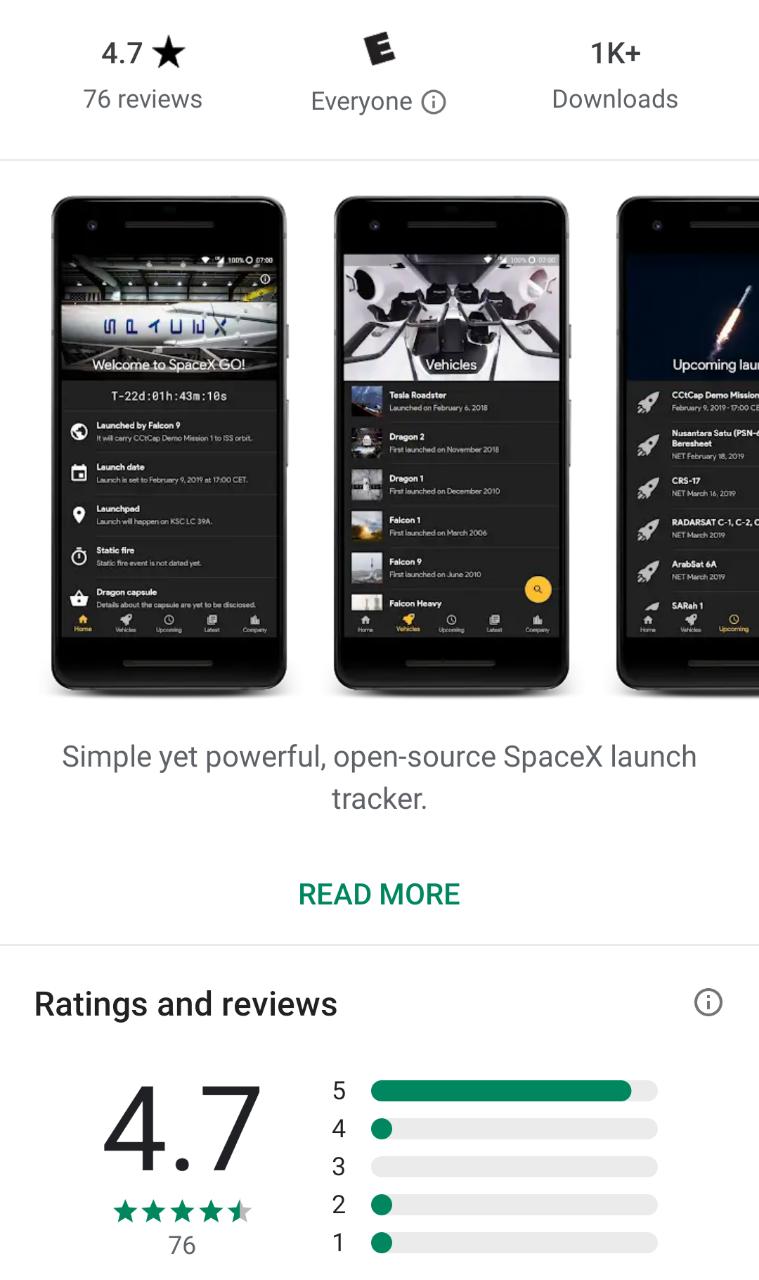 4.7 ★
76 reviews
E
Everyone
1K+
Downloads
100% 07:00
SPACEX
Welcome to SpaceX GO!
T-22d:01h:43m:10s
Launched by Falcon 9
It will carry CCtCap Demo Mission 1 to ISS orbit.
Launch date
Launch is set to February 9, 2019 at 17:00 CET.
Launchpad
Launch will happen on KSC LC 39A.
Static fire
Static fire event is not dated yet.
Dragon capsule
Details about the capsule are yet to be disclosed.
Home Vehicles Upcoming Latest Company
100% 07:00
Vehicles
Tesla Roadster
Launched on February 6, 2018
Dragon 2
First launched on November 2018
Dragon 1
First launched on December 2010
Falcon 1
First launched on March 2006
Falcon 9
First launched on June 2010
Falcon Heavy
Home Vehicles Upcoming Latest Company
Upcoming lau
CCtCap Demo Mission
February 9, 2019 · 17:00 CE
Nusantara Satu (PSN-6
Beresheet
NET February 18, 2019
CRS-17
NET March 16, 2019
RADARSAT C-1, C-2, C
NET March 2019
ArabSat 6A
NET March 2019
SARah 1
Home Vehicles Upcoming
Simple yet powerful, open-source SpaceX launch
tracker.
READ MORE
Ratings and reviews
4.7
76
5
4
3
2
1